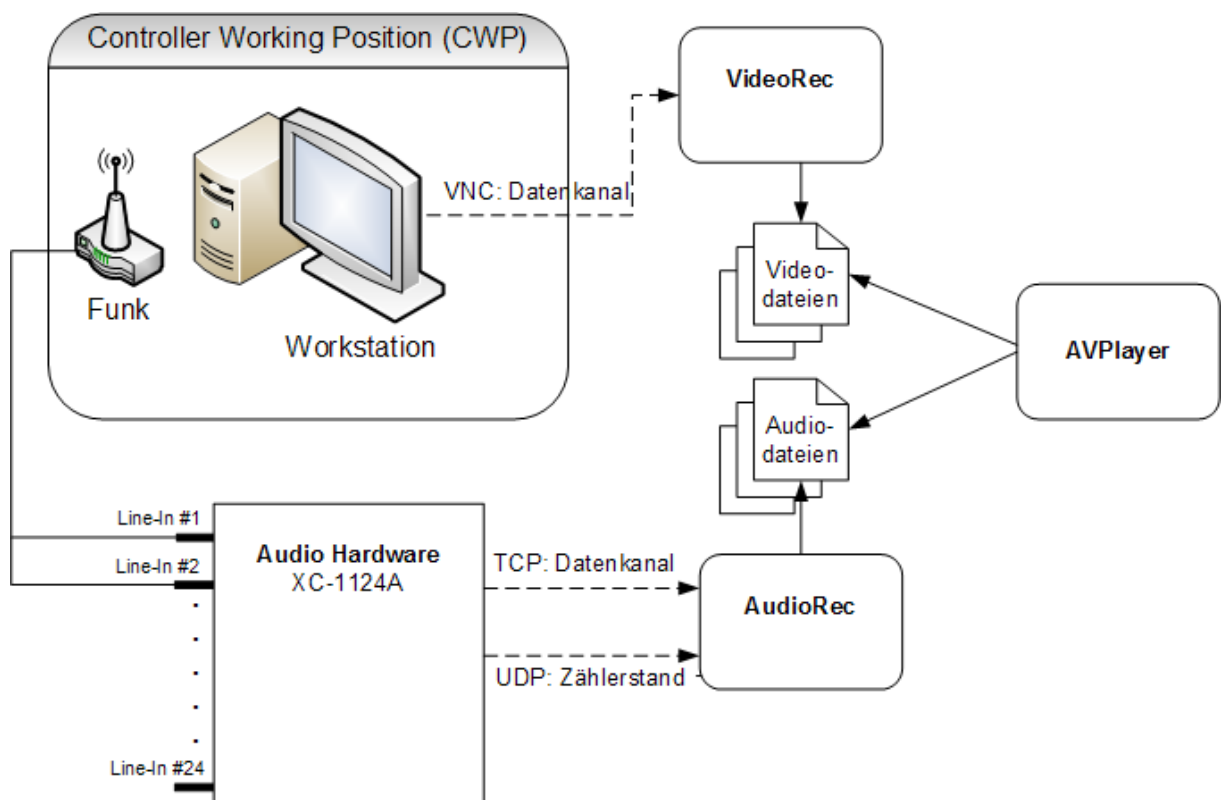 Controller Working Position (CWP)
VideoRec
VNC: Datenkanal
Funk
Workstation
Video-
dateien
AVPlayer
Audio-
dateien
Line-In #1
Line-In #2
Audio Hardware
XC-1124A
TCP: Datenkanal
AudioRec
UDP: Zählerstand
Line-In #24